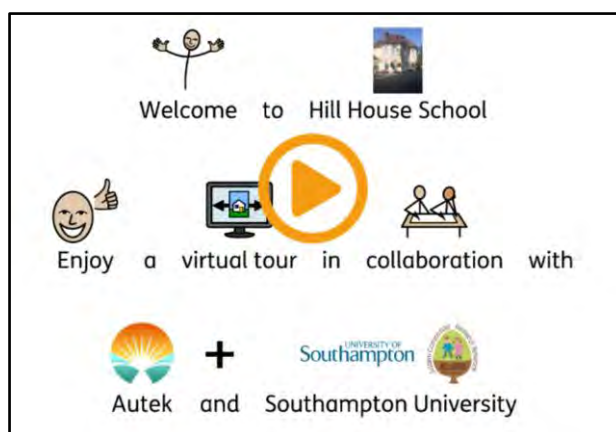 Welcome to Hill House School
Enjoy a virtual tour in collaboration with
UNIVERSITY OF
Southampton
Autek and Southampton University